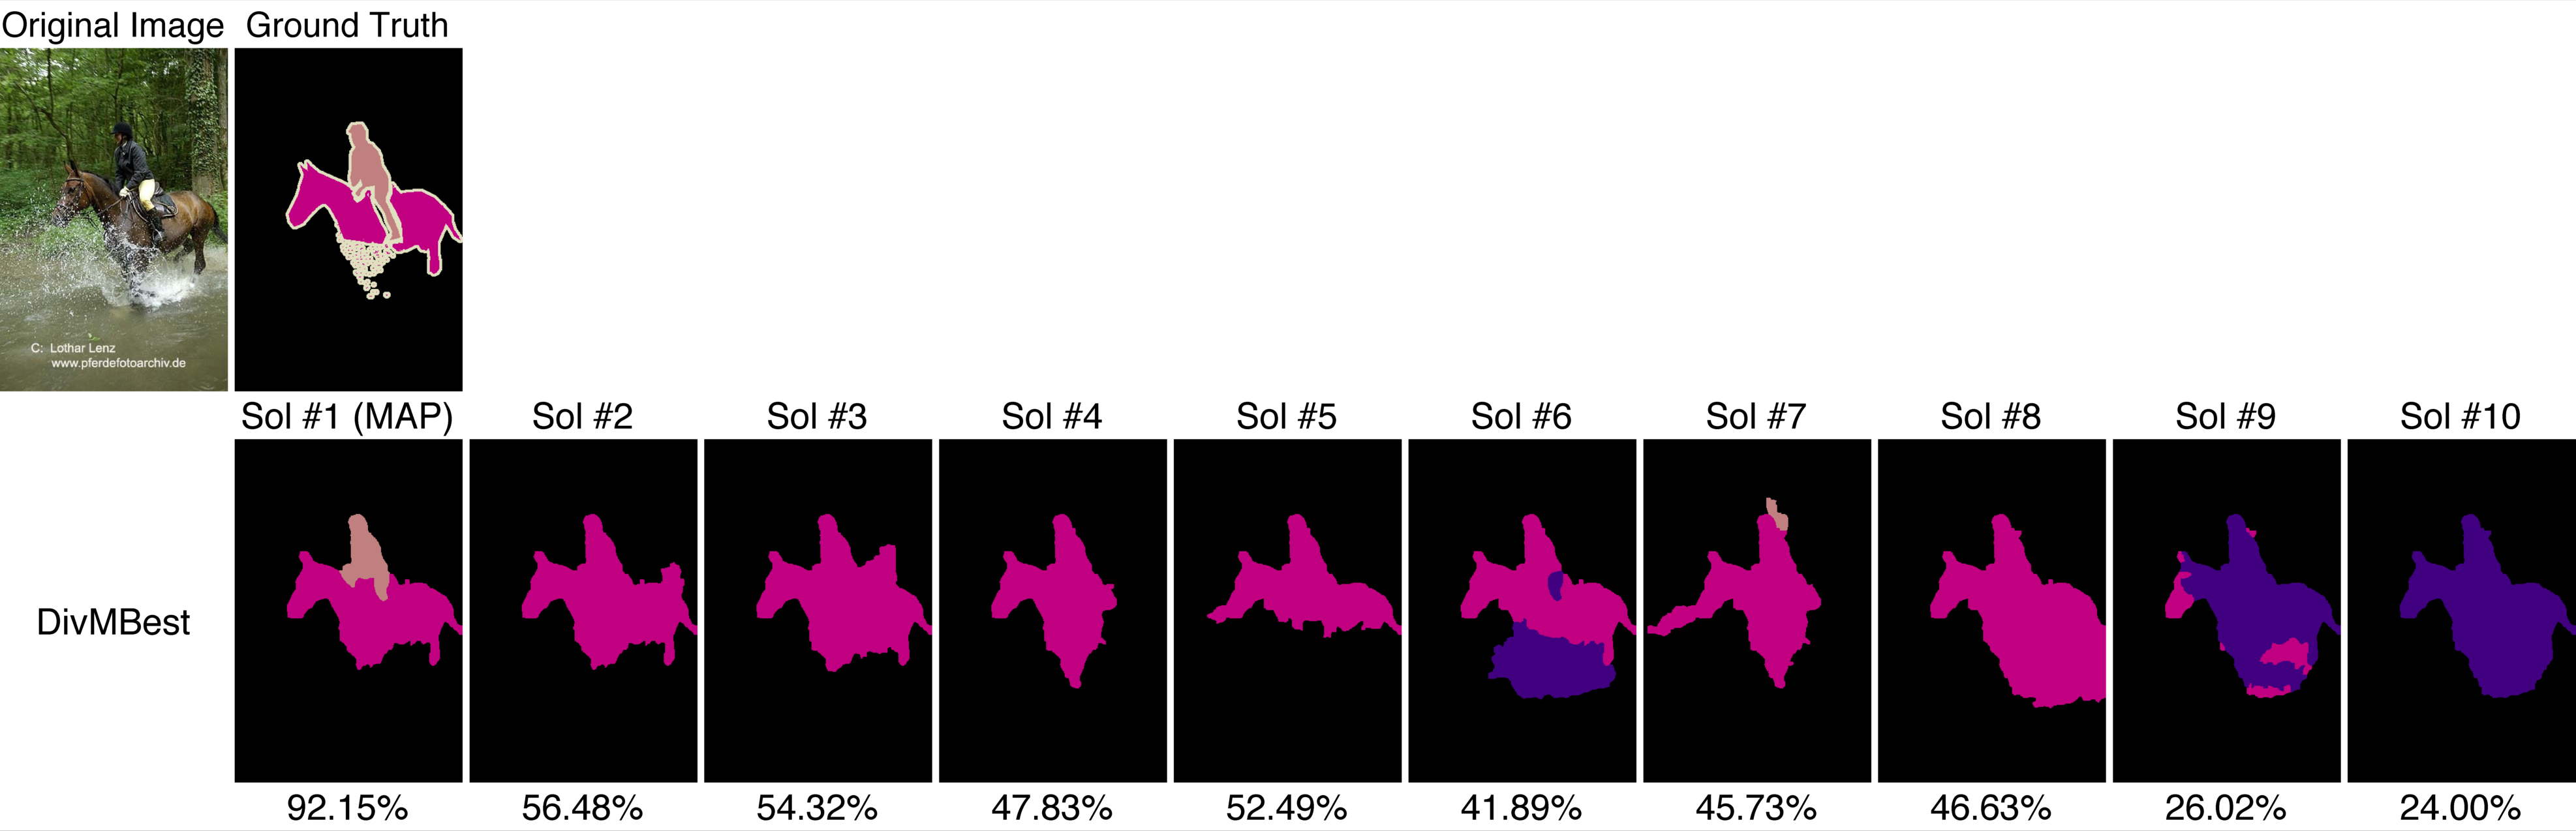 Original Image
Ground Truth
C: Lothar Lenz
www.pferdefotoarchiv.de
Sol #1 (MAP)
Sol #2
Sol #3
Sol #4
Sol #5
Sol #6
Sol #7
Sol #8
Sol #9
Sol #10
DivMBest
92.15%
56.48%
54.32%
47.83%
52.49%
41.89%
45.73%
46.63%
26.02%
24.00%